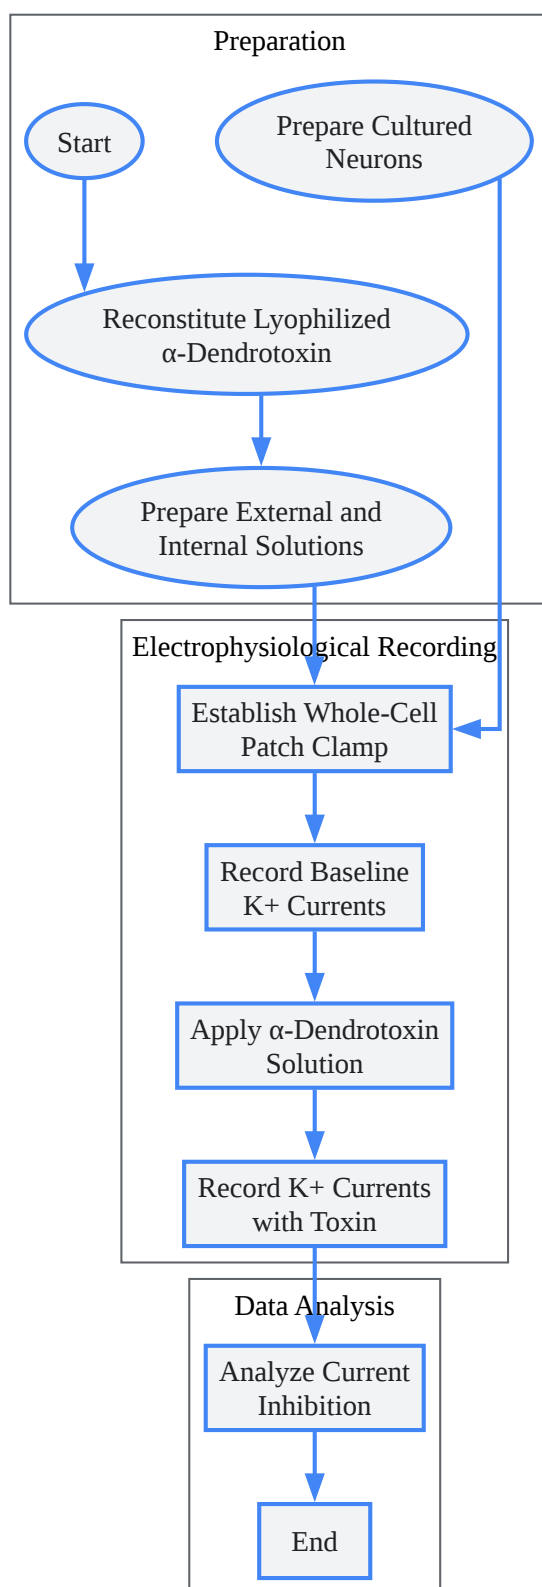 Preparation
Start
Prepare Cultured
Neurons
Reconstitute Lyophilized
α-Dendrotoxin
Prepare External and
Internal Solutions
Electrophysiological Recording
Establish Whole-Cell
Patch Clamp
Record Baseline
K+ Currents
Apply α-Dendrotoxin
Solution
Record K+ Currents
with Toxin
Data Analysis
Analyze Current
Inhibition
End